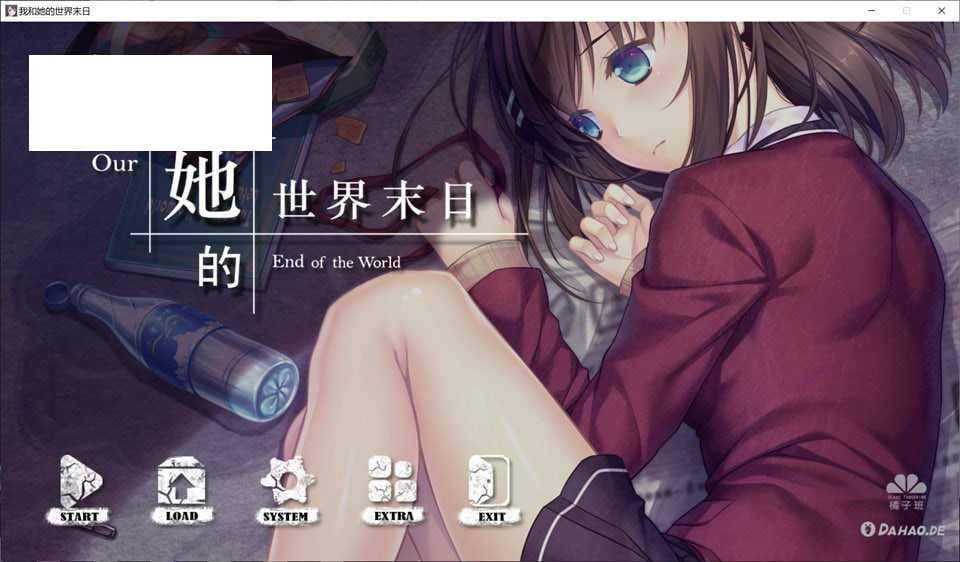 我和她的世界末日
Our
她
世界末日
的
End of the World
START
LOAD
SYSTEM
EXTRA
EXIT
橘子班
DAHAO.DE